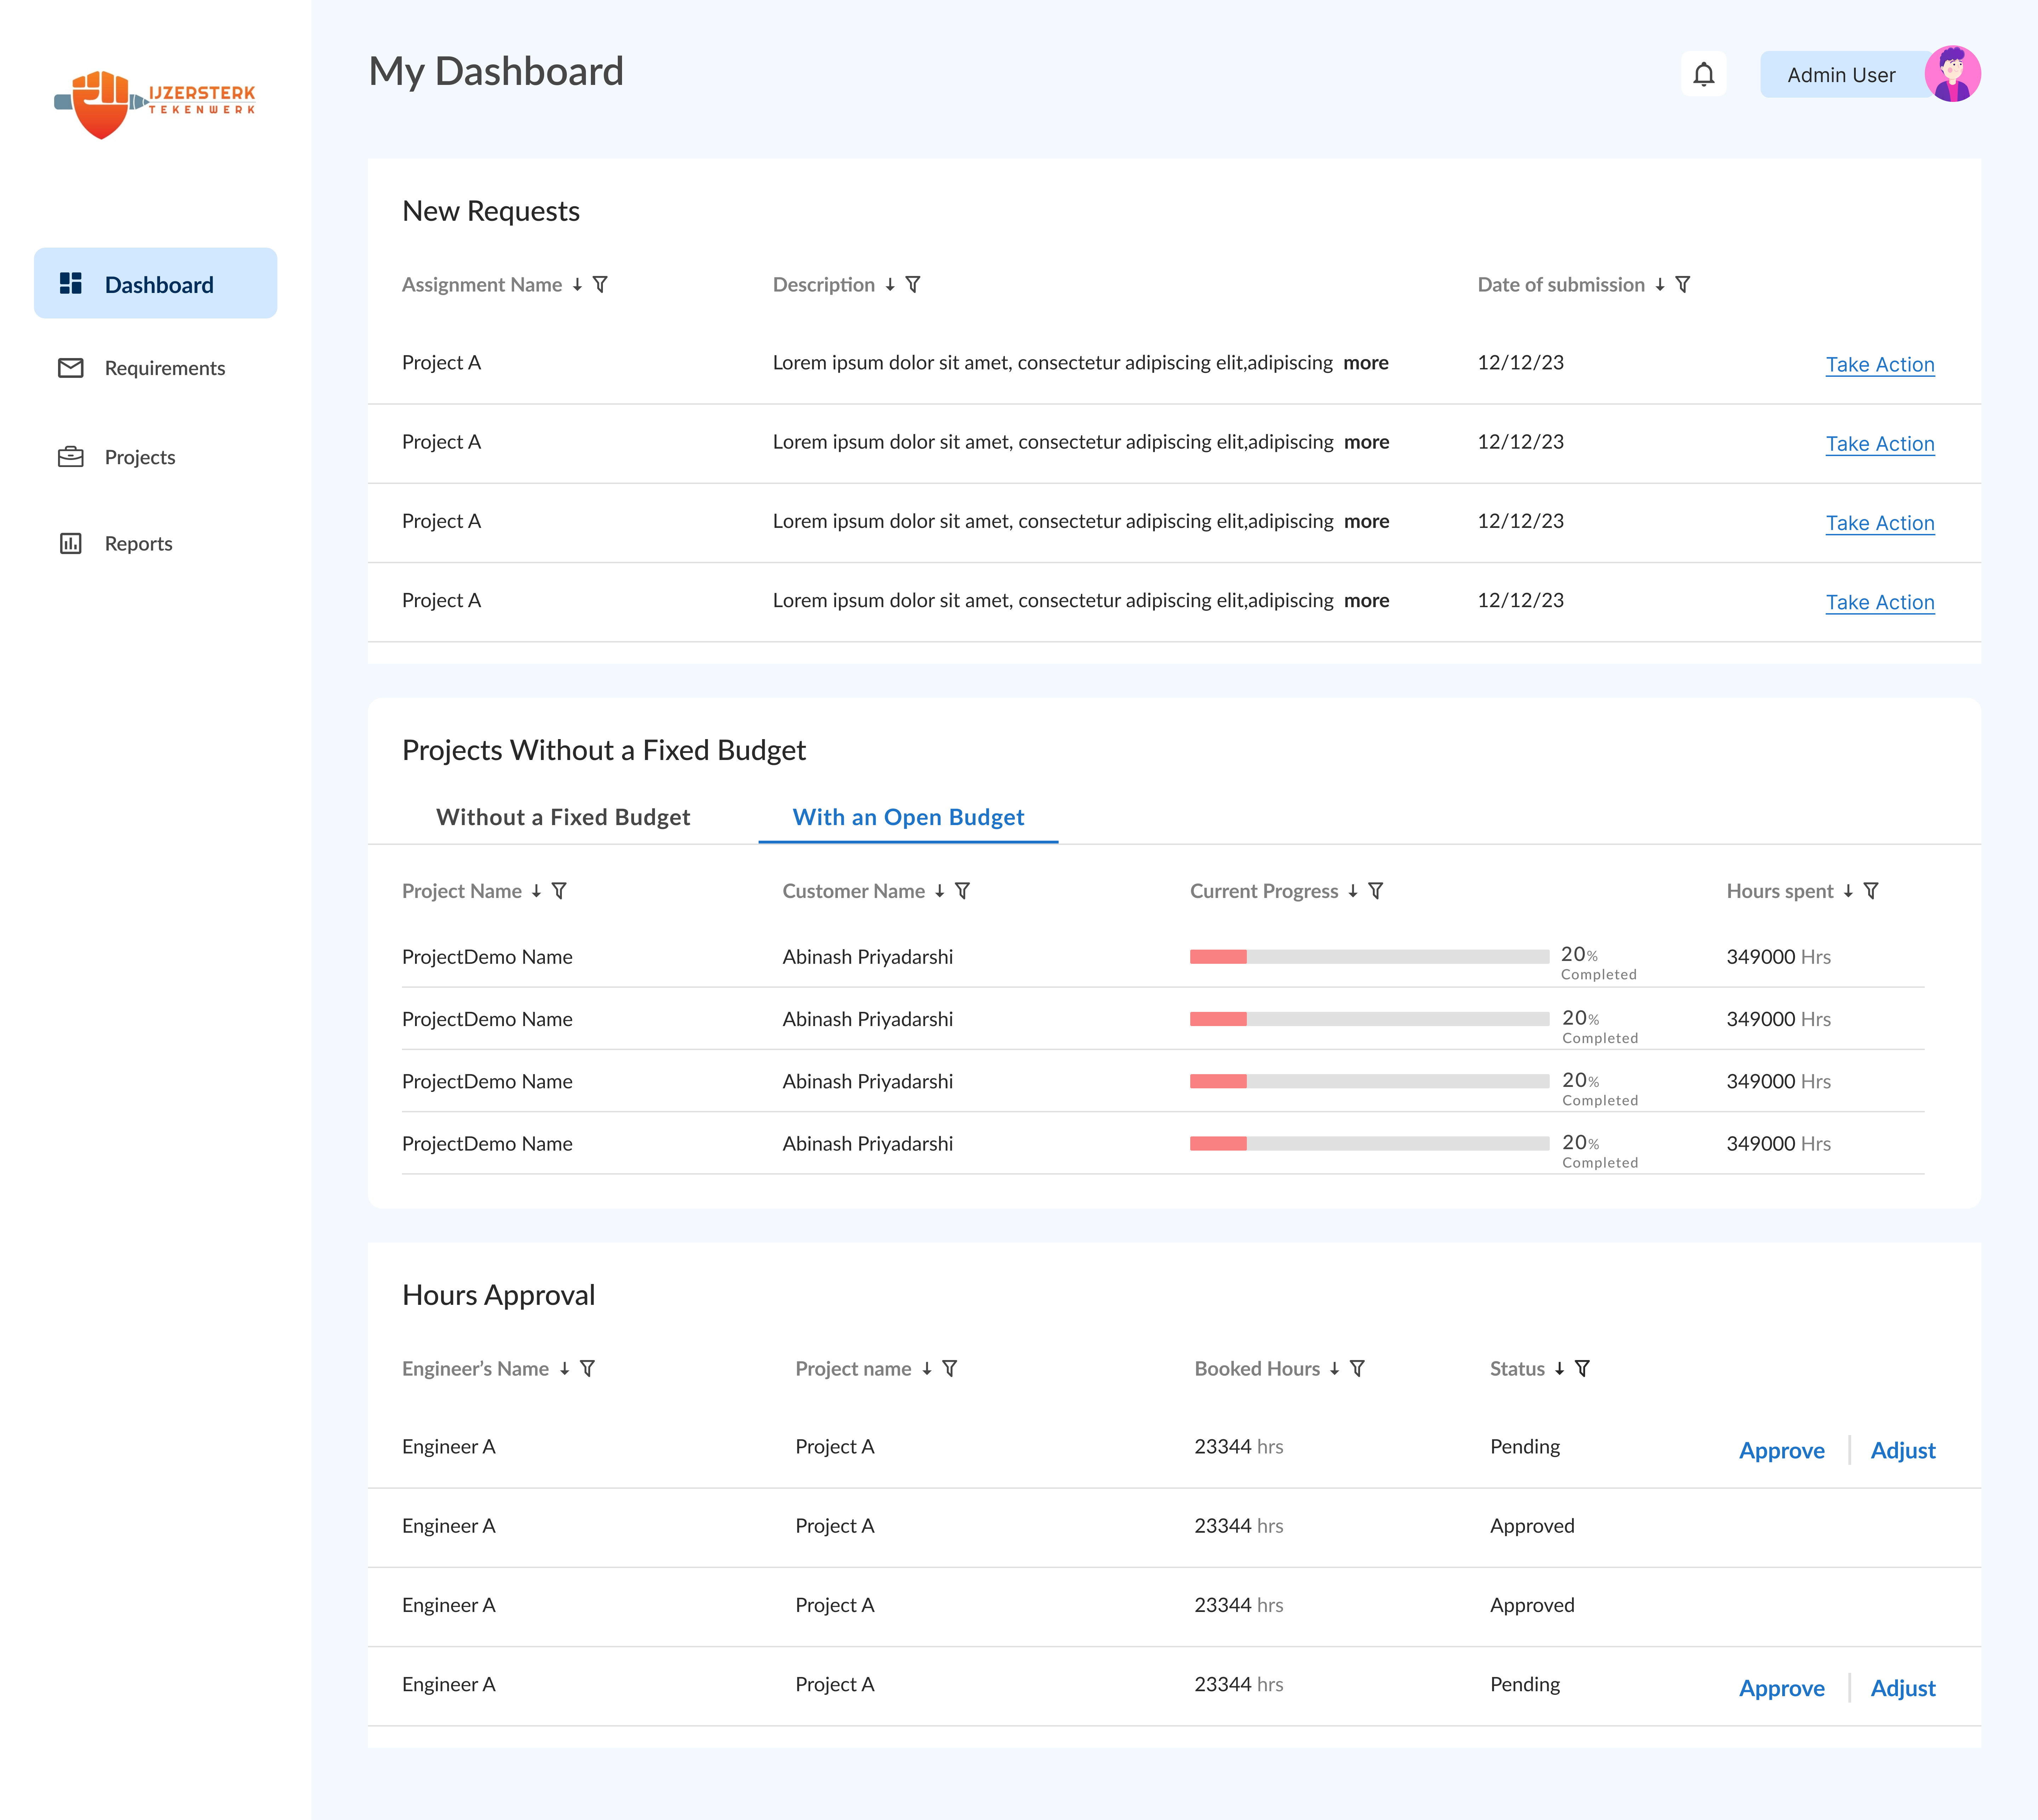 IJZERSTERK
TEKENWERK
My Dashboard
Admin User
Dashboard
Requirements
Projects
Reports
New Requests
Assignment Name Description Date of submission
Project A Lorem ipsum dolor sit amet, consectetur adipiscing elit,adipiscing more 12/12/23 Take Action
Project A Lorem ipsum dolor sit amet, consectetur adipiscing elit,adipiscing more 12/12/23 Take Action
Project A Lorem ipsum dolor sit amet, consectetur adipiscing elit,adipiscing more 12/12/23 Take Action
Project A Lorem ipsum dolor sit amet, consectetur adipiscing elit,adipiscing more 12/12/23 Take Action
Projects Without a Fixed Budget
Without a Fixed Budget With an Open Budget
Project Name Customer Name Current Progress Hours spent
ProjectDemo Name Abinash Priyadarshi 20% Completed 349000 Hrs
ProjectDemo Name Abinash Priyadarshi 20% Completed 349000 Hrs
ProjectDemo Name Abinash Priyadarshi 20% Completed 349000 Hrs
ProjectDemo Name Abinash Priyadarshi 20% Completed 349000 Hrs
Hours Approval
Engineer’s Name Project name Booked Hours Status
Engineer A Project A 23344 hrs Pending Approve Adjust
Engineer A Project A 23344 hrs Approved
Engineer A Project A 23344 hrs Approved
Engineer A Project A 23344 hrs Pending Approve Adjust